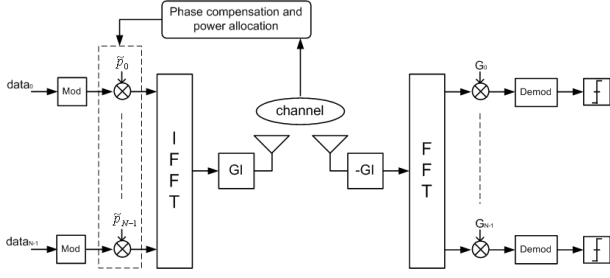 Phase compensation and
power allocation
p̃₀
G₀
data₀
Mod
Demod
channel
I
F
F
T
GI
-GI
F
F
T
p̃N-1
GN-1
dataN-1
Mod
Demod